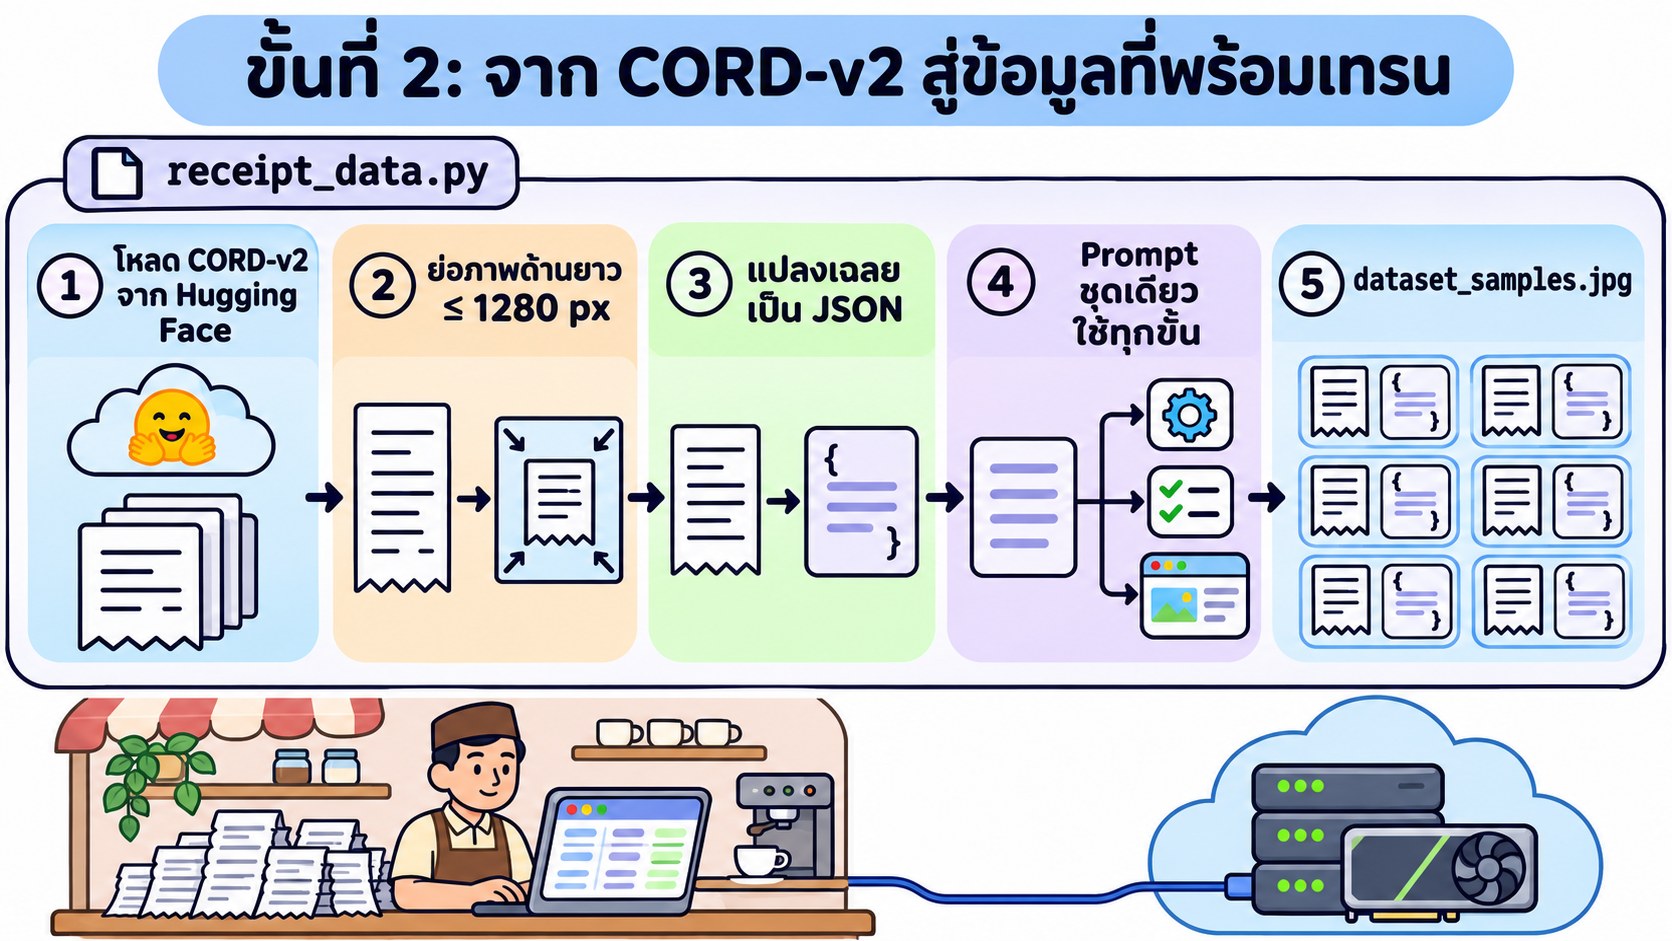 ขั้นที่ 2: จาก CORD-v2 สู่ข้อมูลที่พร้อมเทรน
receipt_data.py
1
โหลด CORD-v2
จาก Hugging
Face
2
ย่อภาพด้านยาว
≤ 1280 px
3
แปลงเฉลย
เป็น JSON
4
Prompt
ชุดเดียว
ใช้ทุกขั้น
5
dataset_samples.jpg